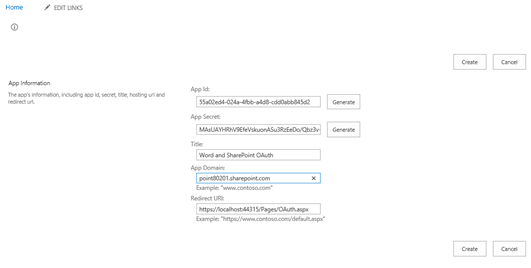 Home
EDIT LINKS
Create Cancel
App Information
The app's information, including app id, secret, title, hosting url and
redirect url.
App Id:
55a02ed4-024a-4fbb-a4d8-cdd0abb845d2 Generate
App Secret:
MAsUAYHRhV9EfeVskuonASu3RzEeDo/Qbz3v Generate
Title:
Word and SharePoint OAuth
App Domain:
point80201.sharepoint.com
Example: "www.contoso.com"
Redirect URI:
https://localhost:44315/Pages/OAuth.aspx
Example: "https://www.contoso.com/default.aspx"
Create Cancel